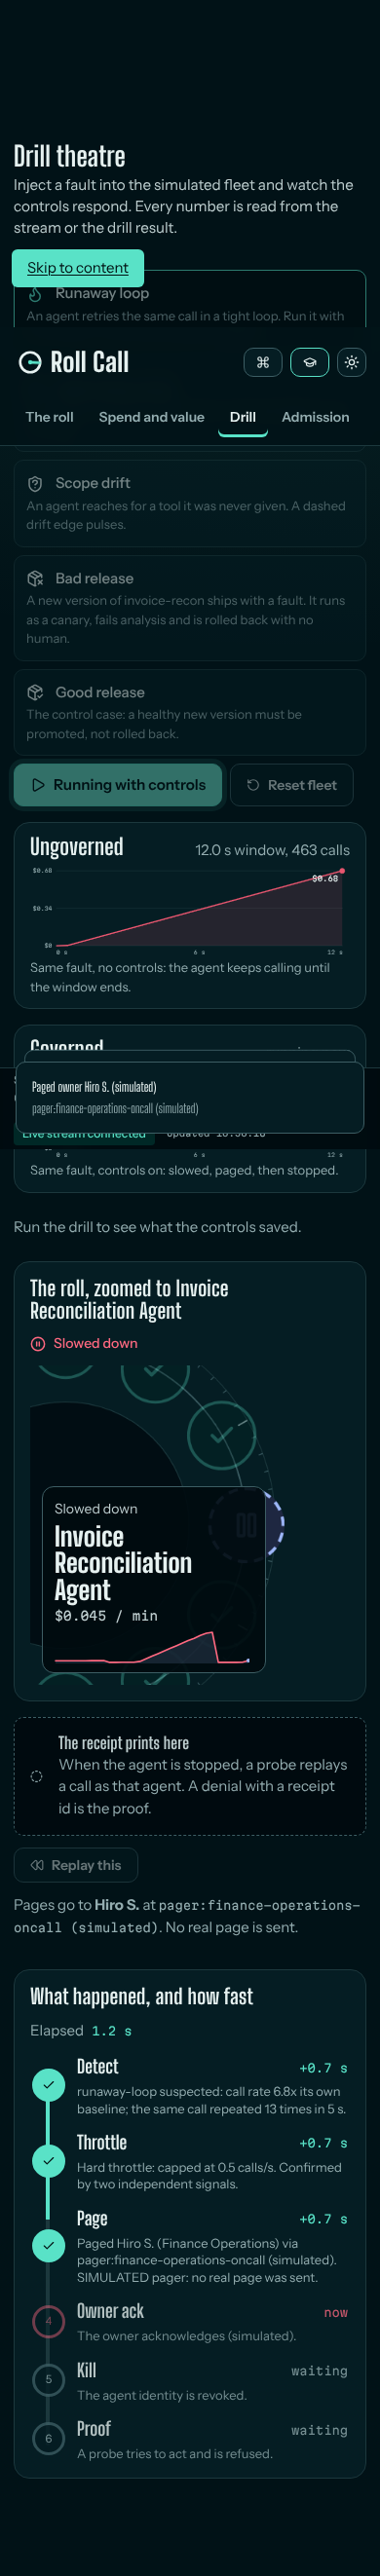 Drill theatre
Inject a fault into the simulated fleet and watch the
controls respond. Every number is read from the
stream or the drill result.
Skip to content
Runaway loop
An agent retries the same call in a tight loop. Run it with
Roll Call
The roll
Spend and value
Drill
Admission
Scope drift
An agent reaches for a tool it was never given. A dashed
drift edge pulses.
Bad release
A new version of invoice-recon ships with a fault. It runs
as a canary, fails analysis and is rolled back with no
human.
Good release
The control case: a healthy new version must be
promoted, not rolled back.
Running with controls
Reset fleet
Ungoverned
12.0 s window, 463 calls
$0.68
$0.68
$0.34
$0
0 s
6 s
12 s
Same fault, no controls: the agent keeps calling until
the window ends.
Governed
Paged owner Hiro S. (simulated)
pager:finance-operations-oncall (simulated)
Live stream connected
0 s
6 s
12 s
Same fault, controls on: slowed, paged, then stopped.
Run the drill to see what the controls saved.
The roll, zoomed to Invoice
Reconciliation Agent
Slowed down
Slowed down
Invoice
Reconciliation
Agent
$0.045 / min
The receipt prints here
When the agent is stopped, a probe replays
a call as that agent. A denial with a receipt
id is the proof.
Replay this
Pages go to Hiro S. at pager:finance-operations-
oncall (simulated). No real page is sent.
What happened, and how fast
Elapsed 1.2 s
Detect
+0.7 s
runaway-loop suspected: call rate 6.8x its own
baseline; the same call repeated 13 times in 5 s.
Throttle
+0.7 s
Hard throttle: capped at 0.5 calls/s. Confirmed
by two independent signals.
Page
+0.7 s
Paged Hiro S. (Finance Operations) via
pager:finance-operations-oncall (simulated).
SIMULATED pager: no real page was sent.
4
Owner ack
now
The owner acknowledges (simulated).
5
Kill
waiting
The agent identity is revoked.
6
Proof
waiting
A probe tries to act and is refused.